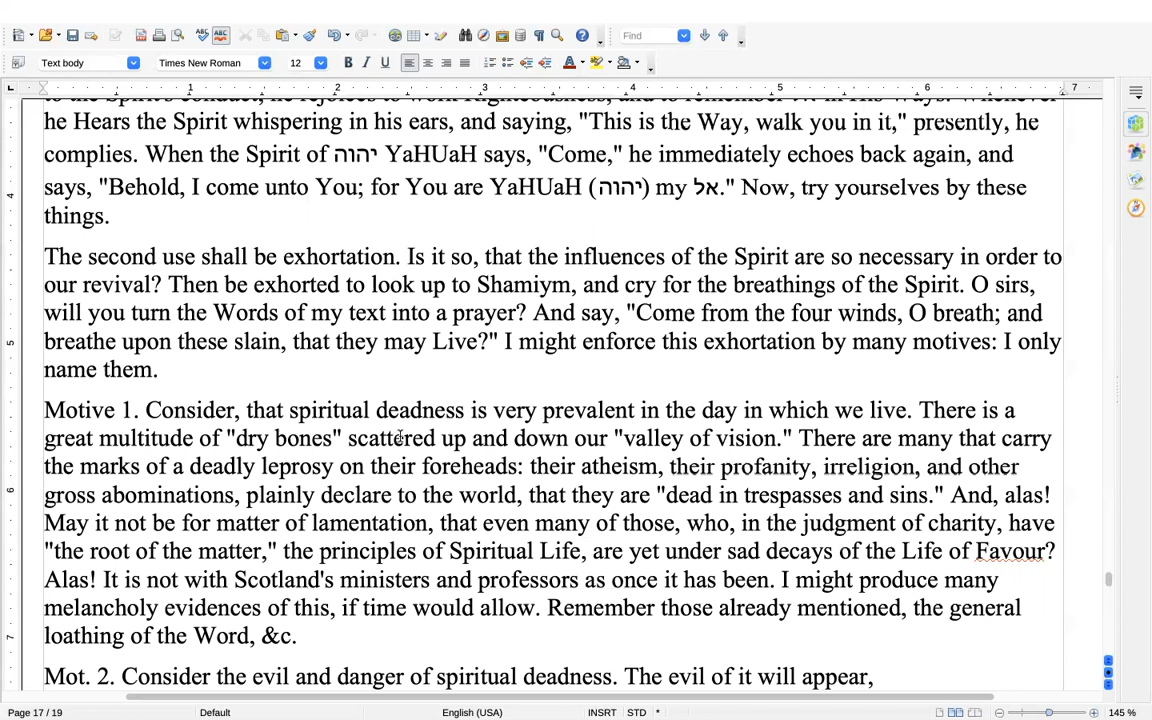 Text body
Times New Roman
12
Find
1 2 3 4 5 6 7
he Hears the Spirit whispering in his ears, and saying, "This is the Way, walk you in it," presently, he
complies. When the Spirit of יהוה YaHUaH says, "Come," he immediately echoes back again, and
says, "Behold, I come unto You; for You are YaHUaH (יהוה) my אל." Now, try yourselves by these
things.
The second use shall be exhortation. Is it so, that the influences of the Spirit are so necessary in order to
our revival? Then be exhorted to look up to Shamiym, and cry for the breathings of the Spirit. O sirs,
will you turn the Words of my text into a prayer? And say, "Come from the four winds, O breath; and
breathe upon these slain, that they may Live?" I might enforce this exhortation by many motives: I only
name them.
Motive 1. Consider, that spiritual deadness is very prevalent in the day in which we live. There is a
great multitude of "dry bones" scattered up and down our "valley of vision." There are many that carry
the marks of a deadly leprosy on their foreheads: their atheism, their profanity, irreligion, and other
gross abominations, plainly declare to the world, that they are "dead in trespasses and sins." And, alas!
May it not be for matter of lamentation, that even many of those, who, in the judgment of charity, have
"the root of the matter," the principles of Spiritual Life, are yet under sad decays of the Life of Favour?
Alas! It is not with Scotland's ministers and professors as once it has been. I might produce many
melancholy evidences of this, if time would allow. Remember those already mentioned, the general
loathing of the Word, &c.
Mot. 2. Consider the evil and danger of spiritual deadness. The evil of it will appear,
Page 17 / 19
Default
English (USA)
INSRT
STD
*
145 %